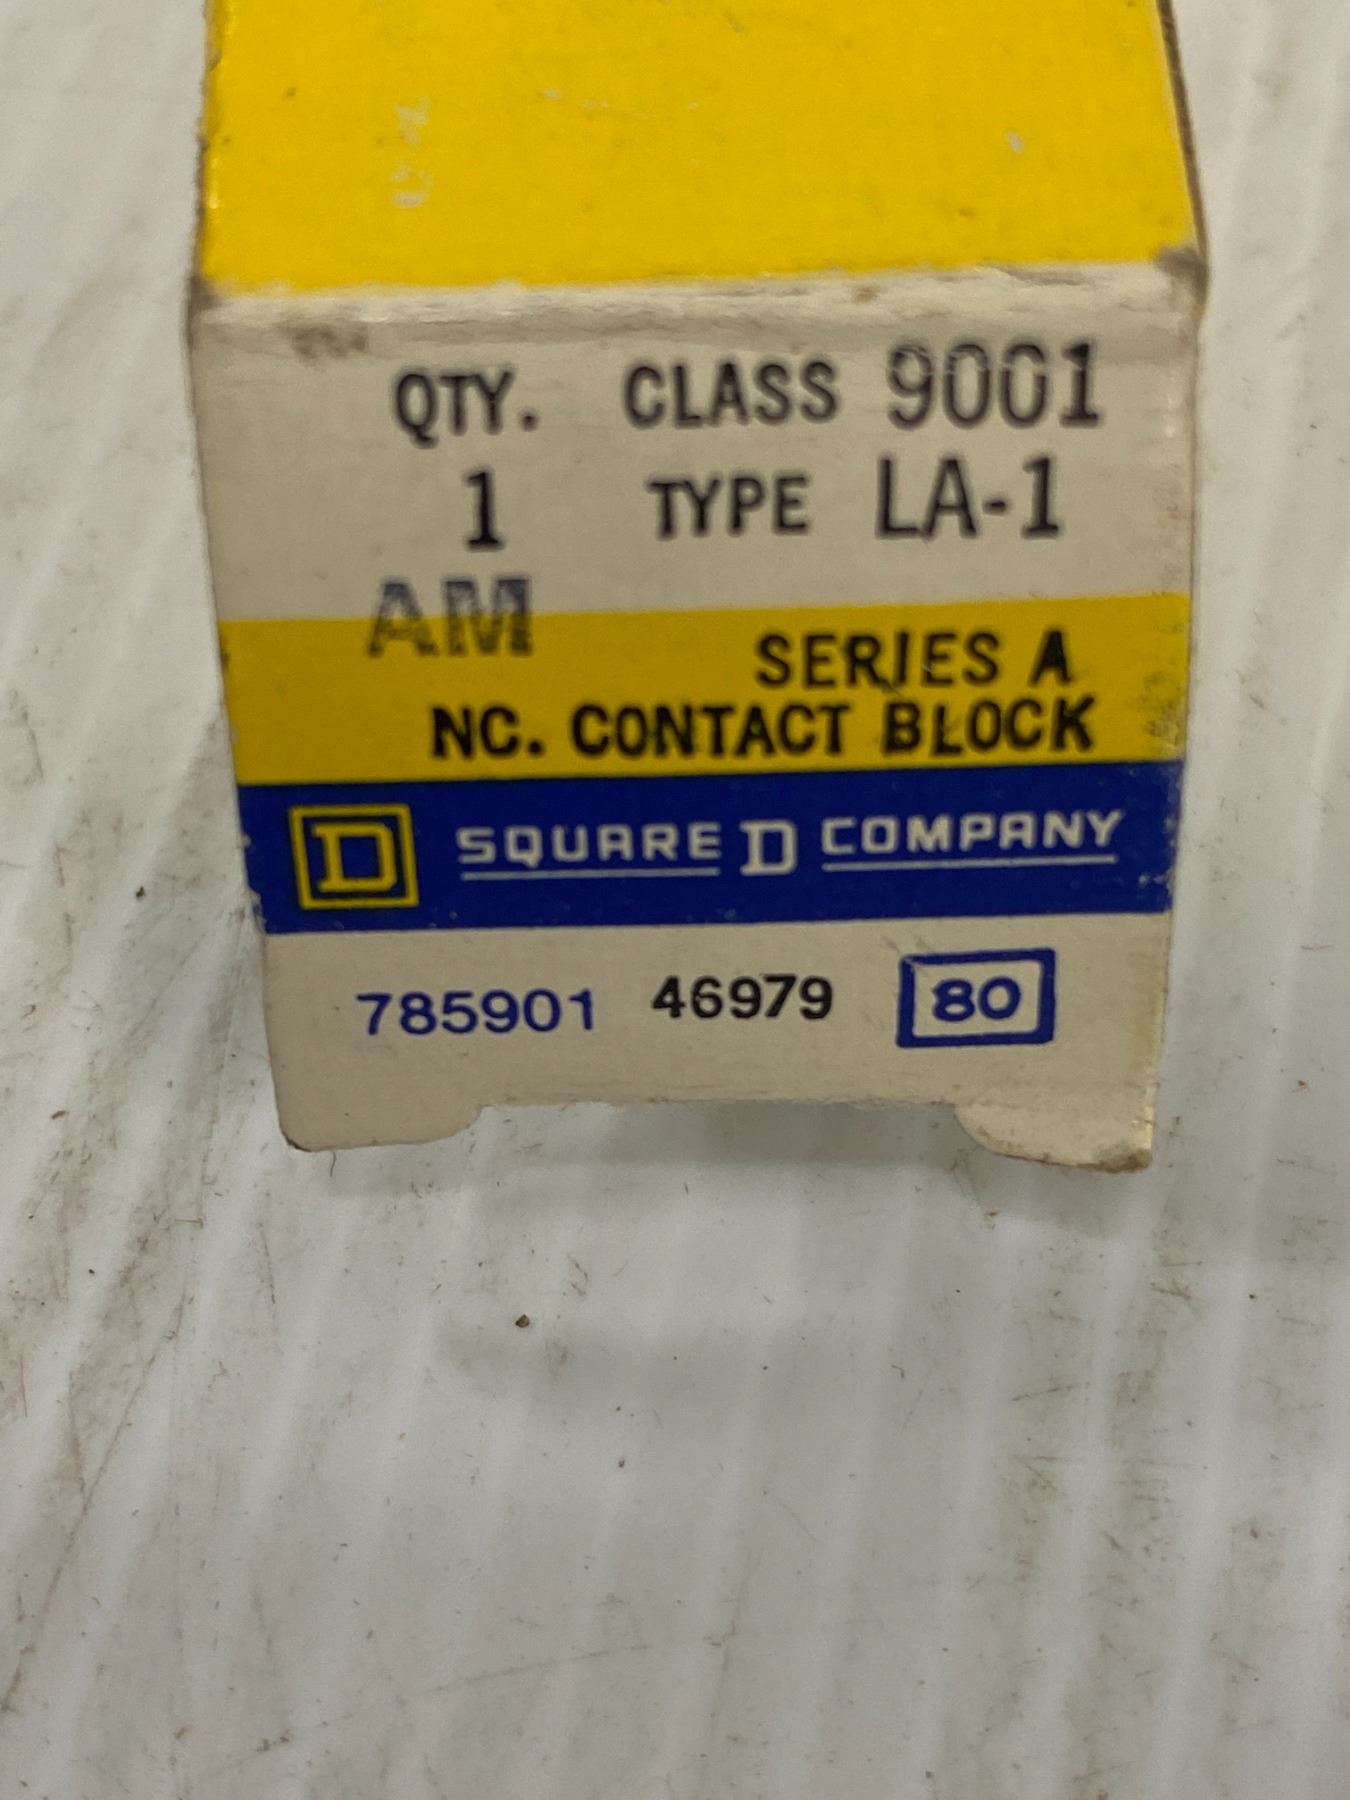 QTY. CLASS 9001
1 TYPE LA-1
AM
SERIES A
NC. CONTACT BLOCK
D SQUARE D COMPANY
785901 46979 80